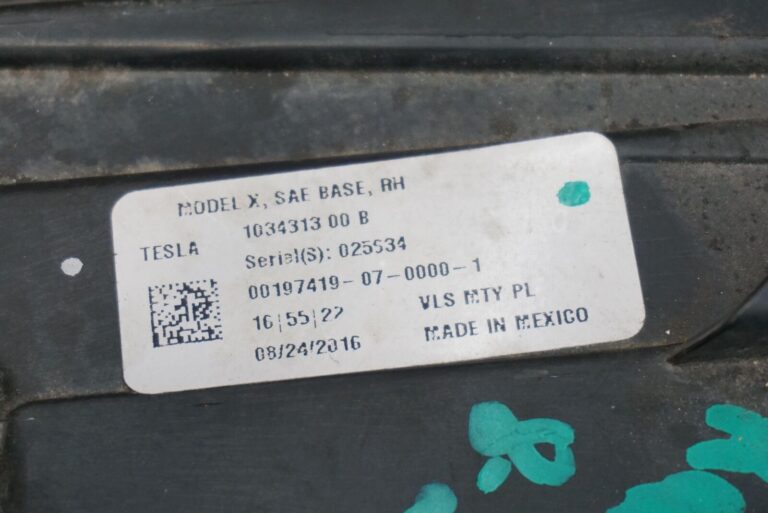 MODEL X, SAE BASE, RH
TESLA
1034313 00 B
Serial(S): 025534
00197419-07-0000-1
16|55|22
VLS MTY PL
08/24/2016
MADE IN MEXICO